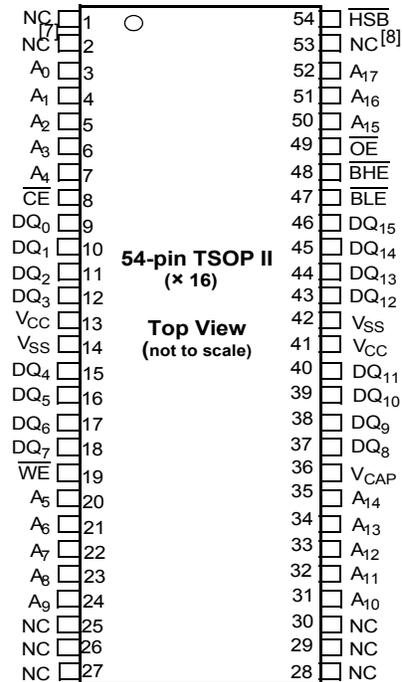 NC 1 54 H̅S̅B̅
[7]
NC 2 53 NC[8]
A0 3 52 A17
A1 4 51 A16
A2 5 50 A15
A3 6 49 O̅E̅
A4 7 48 B̅H̅E̅
C̅E̅ 8 47 B̅L̅E̅
DQ0 9 46 DQ15
DQ1 10 45 DQ14
54-pin TSOP II
DQ2 11 44 DQ13
(× 16)
DQ3 12 43 DQ12
VCC 13 42 VSS
Top View
VSS 14 41 VCC
(not to scale)
DQ4 15 40 DQ11
DQ5 16 39 DQ10
DQ6 17 38 DQ9
DQ7 18 37 DQ8
W̅E̅ 19 36 VCAP
A5 20 35 A14
A6 21 34 A13
A7 22 33 A12
A8 23 32 A11
A9 24 31 A10
NC 25 30 NC
NC 26 29 NC
NC 27 28 NC